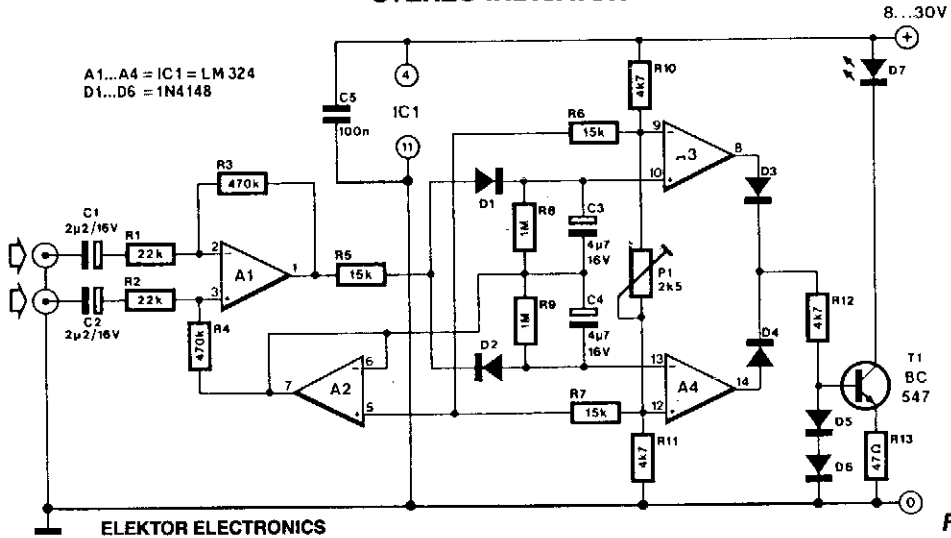 8...30V
A1...A4 = IC1 = LM 324
D1...D6 = 1N4148
C5
100n
4
IC1
11
R10
4k7
D7
R6
15k
9
8
10
D3
R3
470k
D1
R8
1M
C3
4µ7
16V
C1
2µ2/16V
R1
22k
2
A1
1
R5
15k
P1
2k5
R2
22k
3
C2
2µ2/16V
R4
470k
R9
1M
C4
4µ7
16V
R12
4k7
D4
D2
6
A2
7
5
13
A4
14
12
T1
BC
547
R7
15k
R11
4k7
D5
D6
R13
47Ω
0
ELEKTOR ELECTRONICS